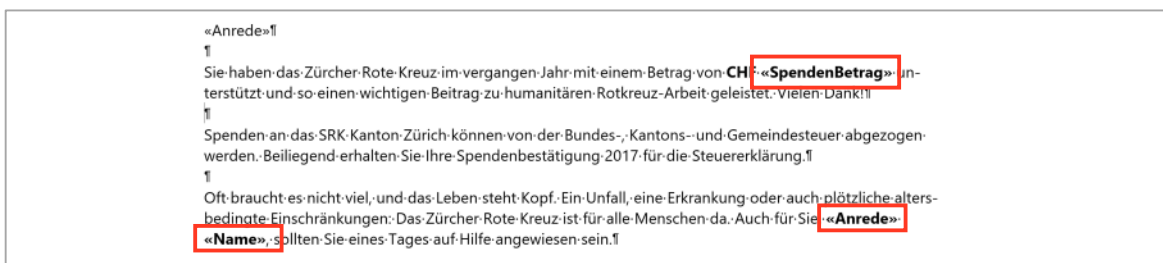 «Anrede»¶
¶
Sie·haben·das·Zürcher·Rote·Kreuz·im·vergangen·Jahr·mit·einem·Betrag·von·CHF·«SpendenBetrag»·un-
terstützt·und·so·einen·wichtigen·Beitrag·zu·humanitären·Rotkreuz-Arbeit·geleistet.·Vielen·Dank!¶
¶
Spenden·an·das·SRK·Kanton·Zürich·können·von·der·Bundes-,·Kantons-·und·Gemeindesteuer·abgezogen·
werden.·Beiliegend·erhalten·Sie·Ihre·Spendenbestätigung·2017·für·die·Steuererklärung.¶
¶
Oft·braucht·es·nicht·viel,·und·das·Leben·steht·Kopf.·Ein·Unfall,·eine·Erkrankung·oder·auch·plötzliche·alters-
bedingte·Einschränkungen:·Das·Zürcher·Rote·Kreuz·ist·für·alle·Menschen·da.·Auch·für·Sie·«Anrede»·
«Name»,·sollten·Sie·eines·Tages·auf·Hilfe·angewiesen·sein.¶